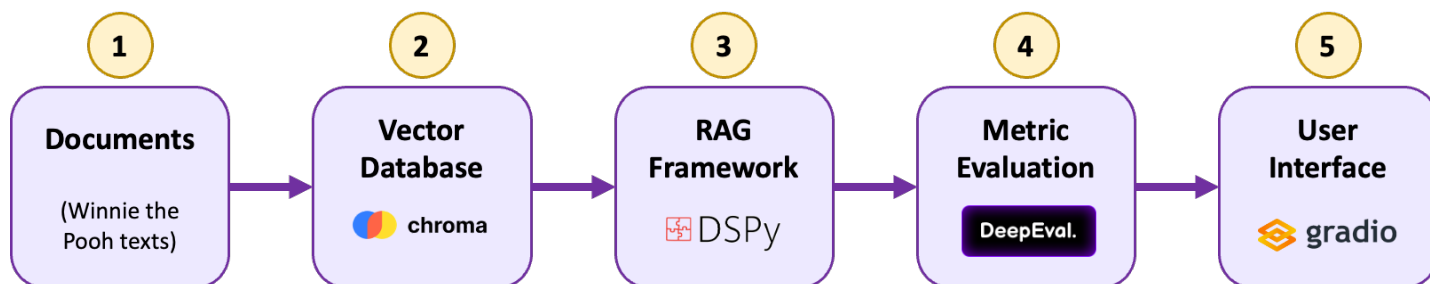 1
Documents
(Winnie the
Pooh texts)
2
Vector
Database
chroma
3
RAG
Framework
DSPy
4
Metric
Evaluation
DeepEval.
5
User
Interface
gradio